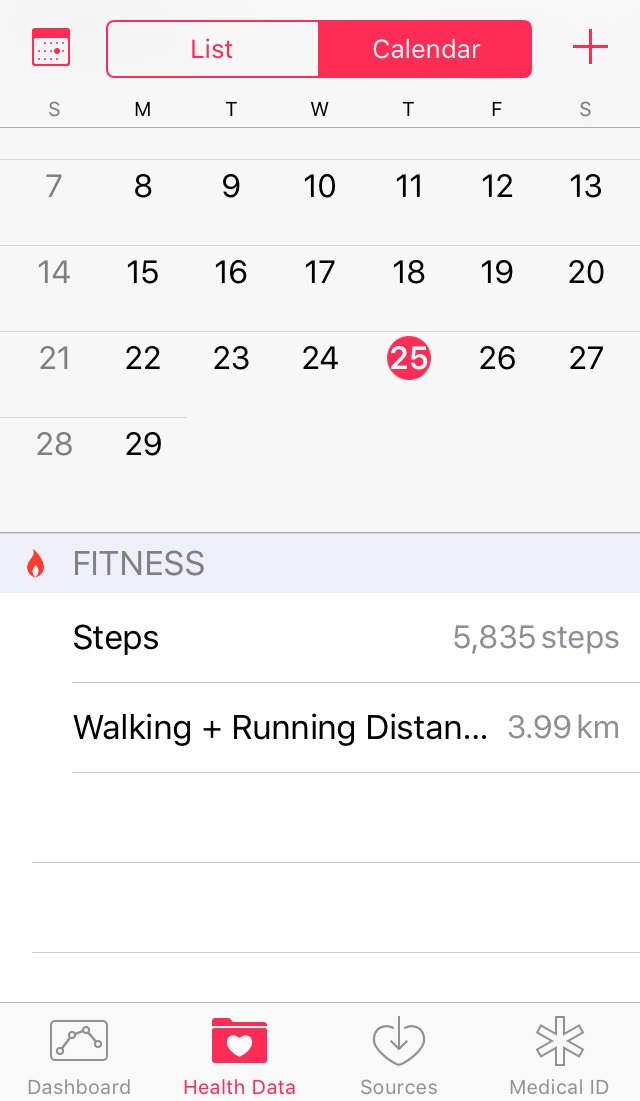 List Calendar
S M T W T F S
7 8 9 10 11 12 13
14 15 16 17 18 19 20
21 22 23 24 25 26 27
28 29
FITNESS
Steps 5,835 steps
Walking + Running Distan... 3.99 km
Dashboard Health Data Sources Medical ID